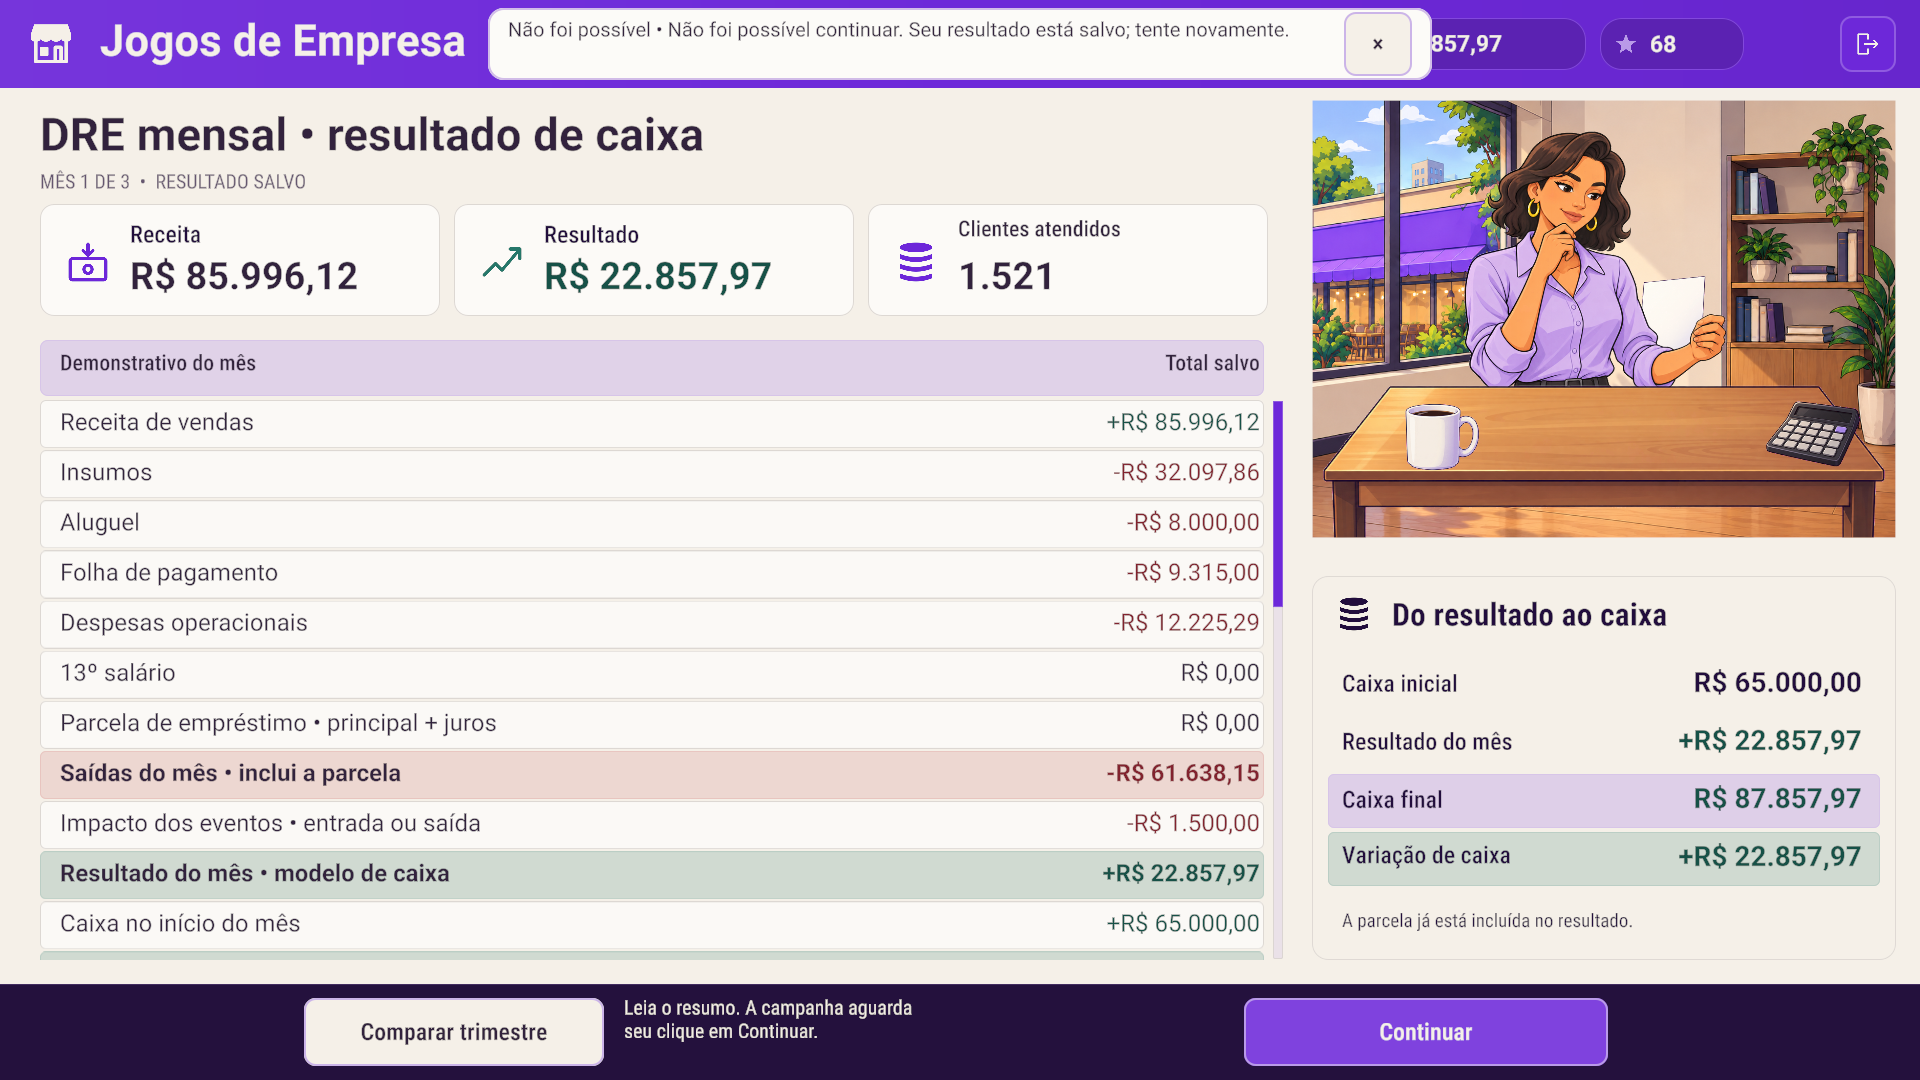 Jogos de Empresa
Não foi possível • Não foi possível continuar. Seu resultado está salvo; tente novamente.
×
857,97
68
DRE mensal • resultado de caixa
MÊS 1 DE 3 • RESULTADO SALVO
Receita
R$ 85.996,12
Resultado
R$ 22.857,97
Clientes atendidos
1.521
Demonstrativo do mês Total salvo
Receita de vendas +R$ 85.996,12
Insumos -R$ 32.097,86
Aluguel -R$ 8.000,00
Folha de pagamento -R$ 9.315,00
Despesas operacionais -R$ 12.225,29
13º salário R$ 0,00
Parcela de empréstimo • principal + juros R$ 0,00
Saídas do mês • inclui a parcela -R$ 61.638,15
Impacto dos eventos • entrada ou saída -R$ 1.500,00
Resultado do mês • modelo de caixa +R$ 22.857,97
Caixa no início do mês +R$ 65.000,00
Do resultado ao caixa
Caixa inicial R$ 65.000,00
Resultado do mês +R$ 22.857,97
Caixa final R$ 87.857,97
Variação de caixa +R$ 22.857,97
A parcela já está incluída no resultado.
Comparar trimestre
Leia o resumo. A campanha aguarda
seu clique em Continuar.
Continuar